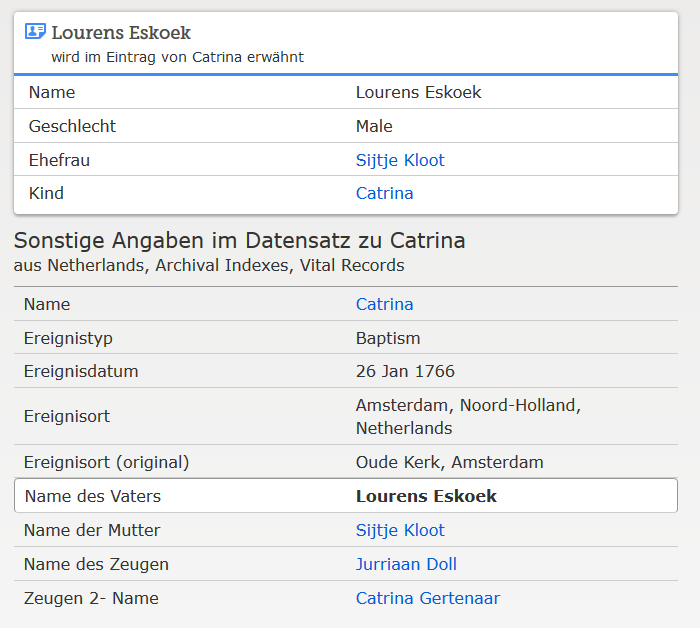 Lourens Eskoek
wird im Eintrag von Catrina erwähnt
Name Lourens Eskoek
Geschlecht Male
Ehefrau Sijtje Kloot
Kind Catrina
Sonstige Angaben im Datensatz zu Catrina
aus Netherlands, Archival Indexes, Vital Records
Name Catrina
Ereignistyp Baptism
Ereignisdatum 26 Jan 1766
Ereignisort Amsterdam, Noord-Holland,
Netherlands
Ereignisort (original) Oude Kerk, Amsterdam
Name des Vaters Lourens Eskoek
Name der Mutter Sijtje Kloot
Name des Zeugen Jurriaan Doll
Zeugen 2- Name Catrina Gertenaar